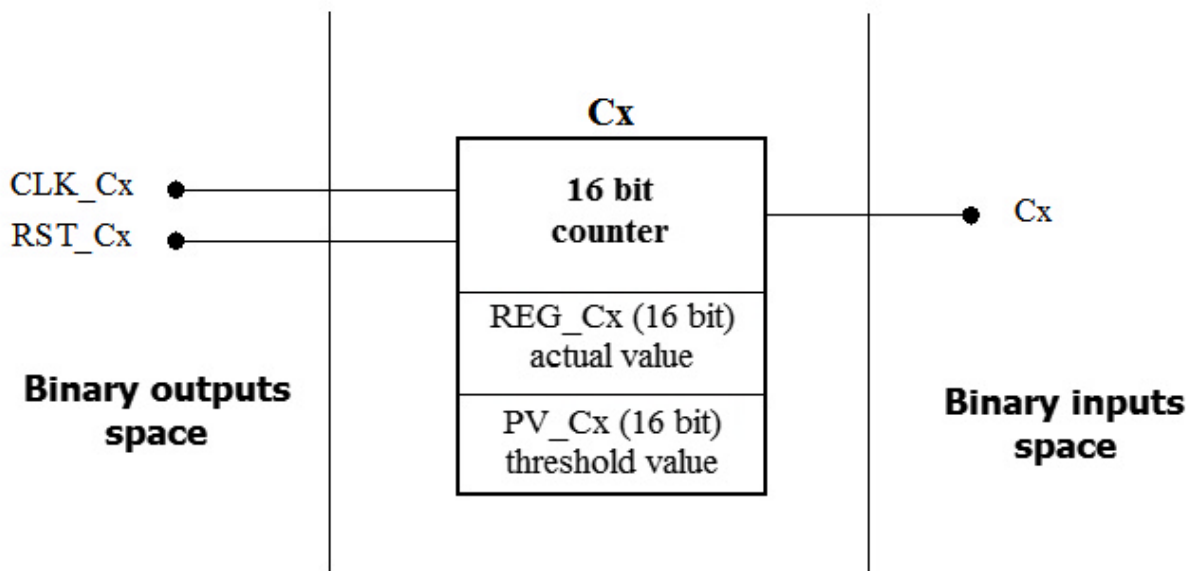 Cx
CLK_Cx
RST_Cx
16 bit
counter
Cx
REG_Cx (16 bit)
actual value
Binary outputs
space
PV_Cx (16 bit)
threshold value
Binary inputs
space